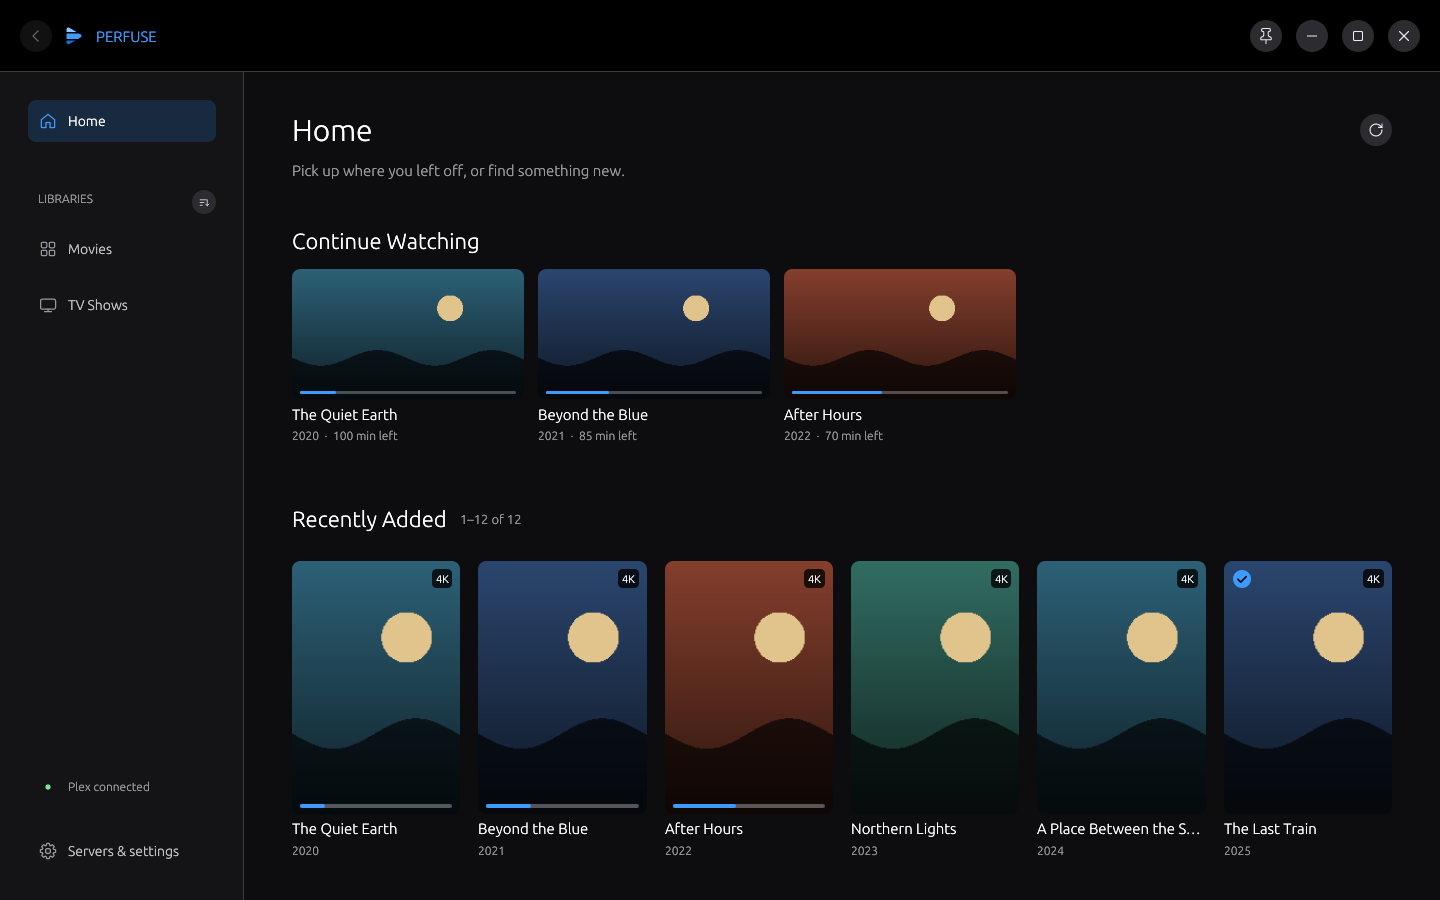 PERFUSE
Home
LIBRARIES
Movies
TV Shows
Plex connected
Servers & settings
Home
Pick up where you left off, or find something new.
Continue Watching
The Quiet Earth
2020 · 100 min left
Beyond the Blue
2021 · 85 min left
After Hours
2022 · 70 min left
Recently Added 1–12 of 12
4K
4K
4K
4K
4K
4K
The Quiet Earth
2020
Beyond the Blue
2021
After Hours
2022
Northern Lights
2023
A Place Between the S...
2024
The Last Train
2025